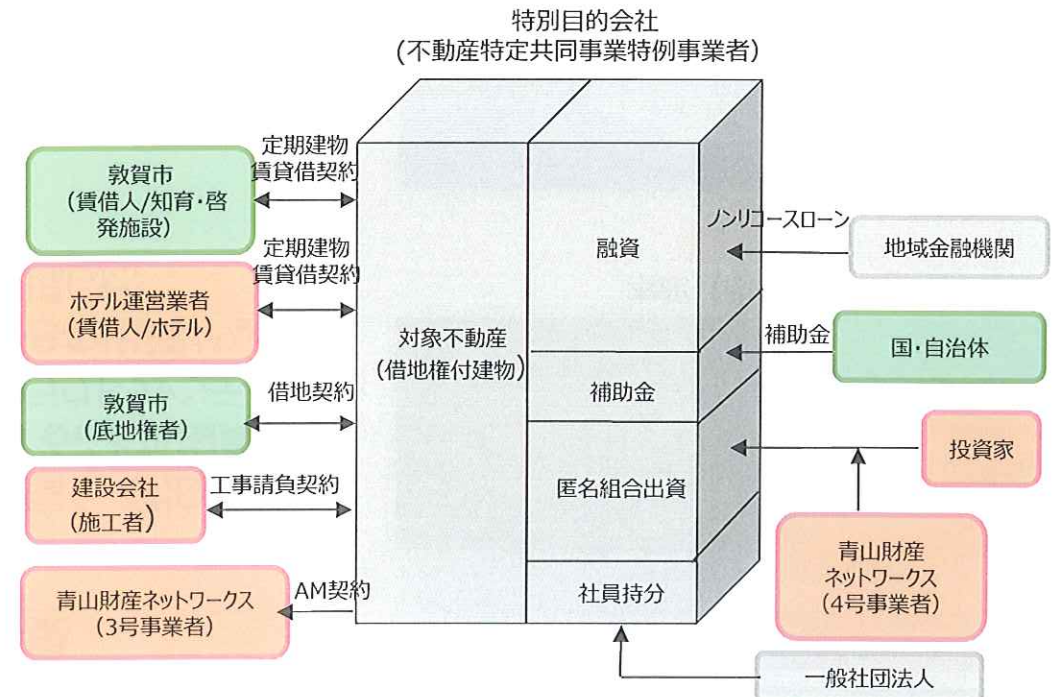 特別目的会社
(不動産特定共同事業特例事業者)
定期建物
賃貸借契約
敦賀市
(賃借人/知育・啓
発施設)
定期建物
賃貸借契約
ホテル運営業者
(賃借人/ホテル)
借地契約
敦賀市
(底地権者)
工事請負契約
建設会社
(施工者)
AM契約
青山財産ネットワークス
(3号事業者)
対象不動産
(借地権付建物)
融資
補助金
匿名組合出資
社員持分
ノンリコースローン
地域金融機関
補助金
国・自治体
投資家
青山財産
ネットワークス
(4号事業者)
一般社団法人